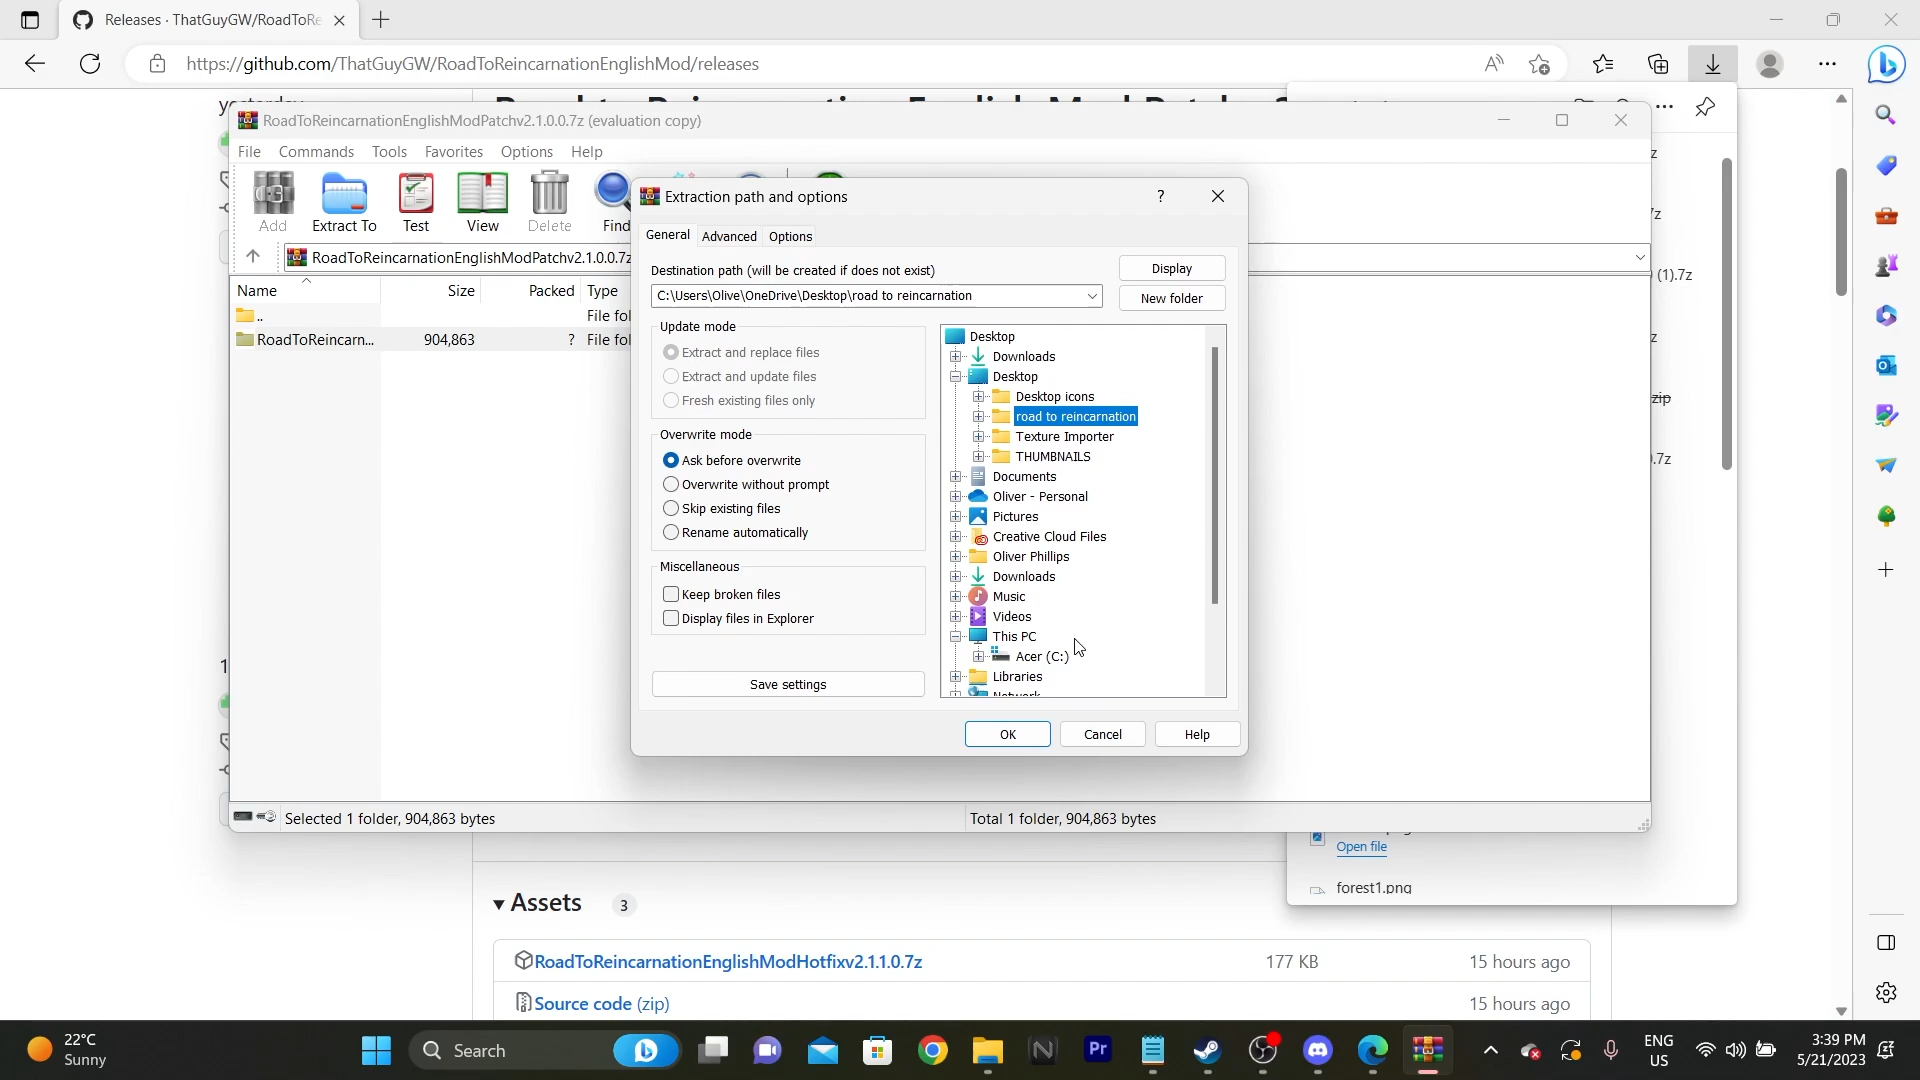 Releases · ThatGuyGW/RoadToRe
https://github.com/ThatGuyGW/RoadToReincarnationEnglishMod/releases
RoadToReincarnationEnglishModPatchv2.1.0.0.7z (evaluation copy)
File Commands Tools Favorites Options Help
Add Extract To Test View Delete Find
RoadToReincarnationEnglishModPatchv2.1.0.0.7z
Name Size Packed Type
.. File fol
RoadToReincarn... 904,863 ? File fol
Extraction path and options
General Advanced Options
Destination path (will be created if does not exist)
Display
C:\Users\Olive\OneDrive\Desktop\road to reincarnation
New folder
Update mode
Extract and replace files
Extract and update files
Fresh existing files only
Overwrite mode
Ask before overwrite
Overwrite without prompt
Skip existing files
Rename automatically
Miscellaneous
Keep broken files
Display files in Explorer
Save settings
Desktop
Downloads
Desktop
Desktop icons
road to reincarnation
Texture Importer
THUMBNAILS
Documents
Oliver - Personal
Pictures
Creative Cloud Files
Oliver Phillips
Downloads
Music
Videos
This PC
Acer (C:)
Libraries
Network
OK Cancel Help
(1).7z
zip
.7z
Selected 1 folder, 904,863 bytes
Total 1 folder, 904,863 bytes
Open file
forest1.png
Assets 3
RoadToReincarnationEnglishModHotfixv2.1.1.0.7z 177 KB 15 hours ago
Source code (zip) 15 hours ago
22°C
Sunny
Search
Pr
ENG
US
3:39 PM
5/21/2023